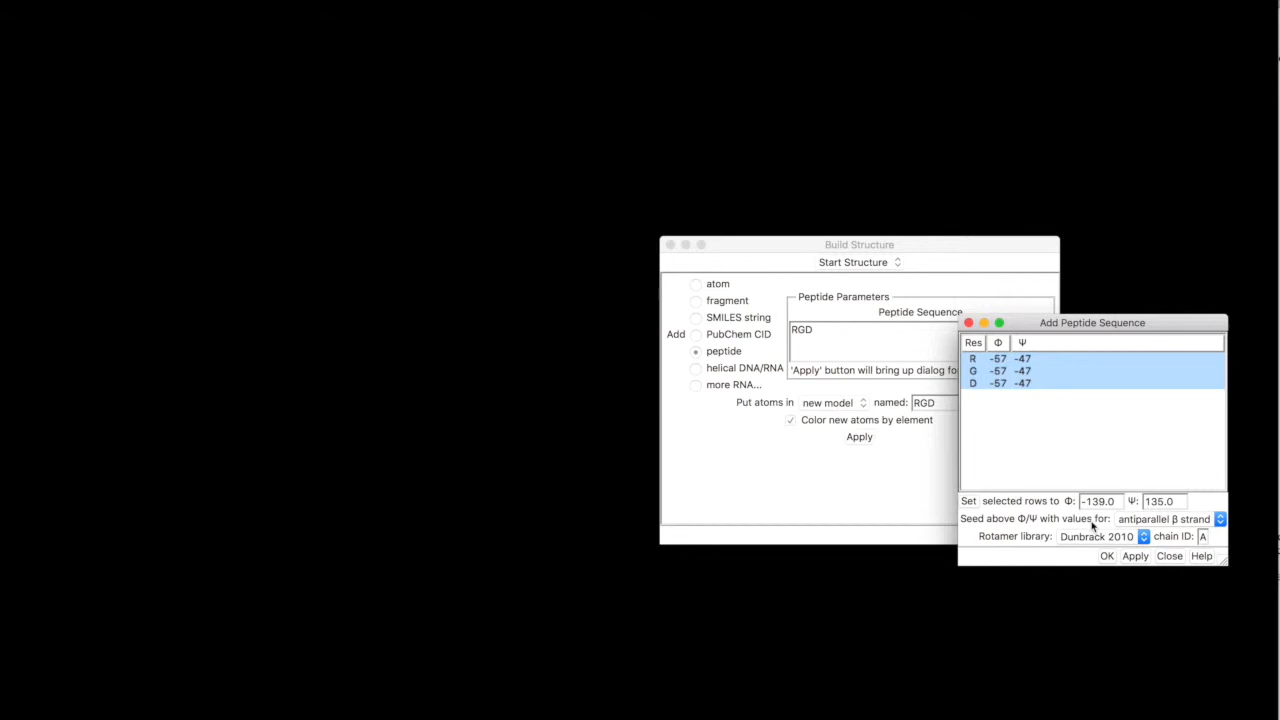 Build Structure
Start Structure
atom
fragment
SMILES string
Add
PubChem CID
peptide
helical DNA/RNA
more RNA...
Peptide Parameters
Peptide Sequence
RGD
'Apply' button will bring up dialog fo
Put atoms in new model named: RGD
Color new atoms by element
Apply
Add Peptide Sequence
Res Φ Ψ
R -57 -47
G -57 -47
D -57 -47
Set selected rows to Φ: -139.0 Ψ: 135.0
Seed above Φ/Ψ with values for: antiparallel β strand
Rotamer library: Dunbrack 2010 chain ID: A
OK Apply Close Help